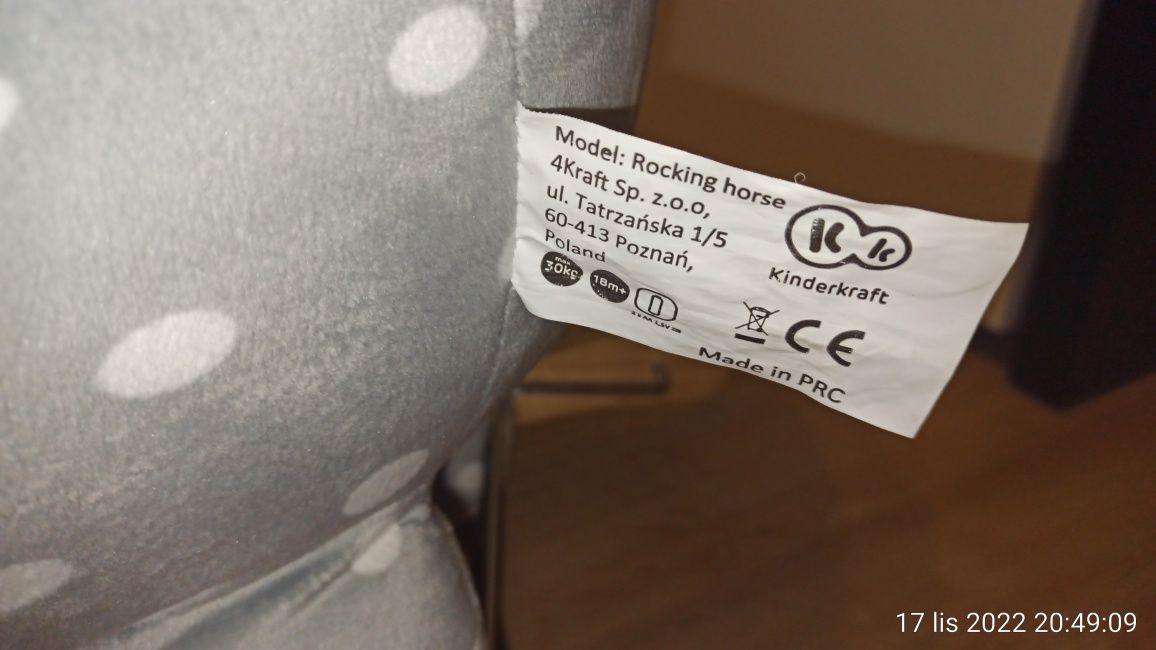 Model: Rocking horse
4Kraft Sp. z.o.o,
ul. Tatrzańska 1/5
60-413 Poznań,
Poland
max
30kg
18m+
Kk
Kinderkraft
CE
Made in PRC
17 lis 2022 20:49:09